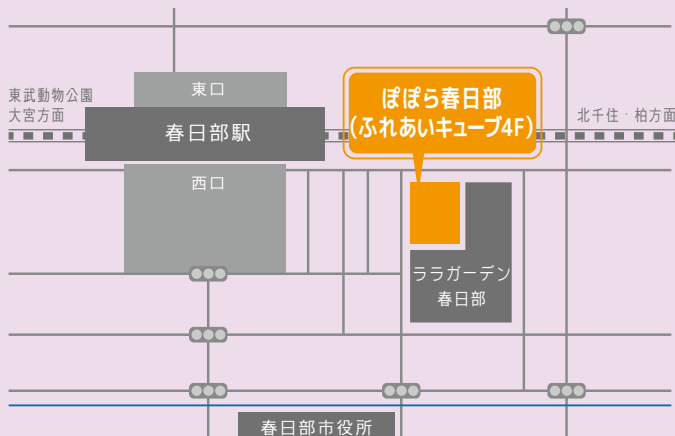 東武動物公園
大宮方面
東口
春日部駅
西口
ぽぽら春日部
(ふれあいキューブ4F)
北千住・柏方面
ララガーデン
春日部
春日部市役所